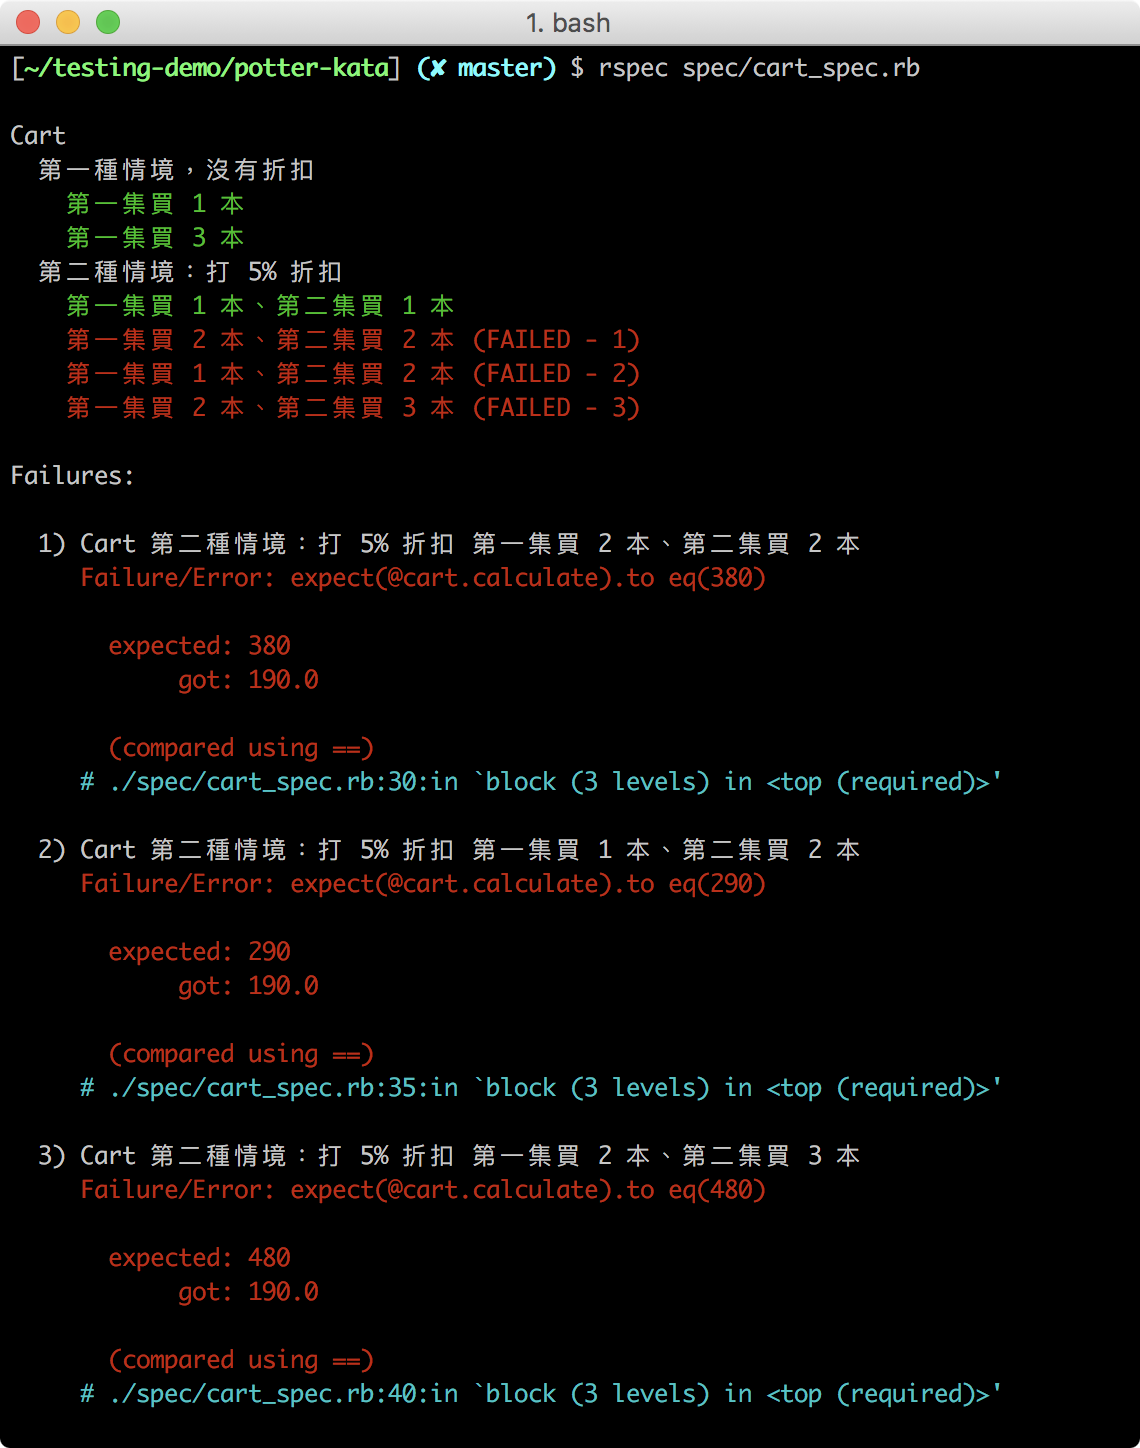 1. bash
[~/testing-demo/potter-kata] (✘ master) $ rspec spec/cart_spec.rb
Cart
第一種情境，沒有折扣
第一集買 1 本
第一集買 3 本
第二種情境：打 5% 折扣
第一集買 1 本、第二集買 1 本
第一集買 2 本、第二集買 2 本 (FAILED - 1)
第一集買 1 本、第二集買 2 本 (FAILED - 2)
第一集買 2 本、第二集買 3 本 (FAILED - 3)
Failures:
1) Cart 第二種情境：打 5% 折扣 第一集買 2 本、第二集買 2 本
Failure/Error: expect(@cart.calculate).to eq(380)
expected: 380
got: 190.0
(compared using ==)
# ./spec/cart_spec.rb:30:in `block (3 levels) in <top (required)>'
2) Cart 第二種情境：打 5% 折扣 第一集買 1 本、第二集買 2 本
Failure/Error: expect(@cart.calculate).to eq(290)
expected: 290
got: 190.0
(compared using ==)
# ./spec/cart_spec.rb:35:in `block (3 levels) in <top (required)>'
3) Cart 第二種情境：打 5% 折扣 第一集買 2 本、第二集買 3 本
Failure/Error: expect(@cart.calculate).to eq(480)
expected: 480
got: 190.0
(compared using ==)
# ./spec/cart_spec.rb:40:in `block (3 levels) in <top (required)>'